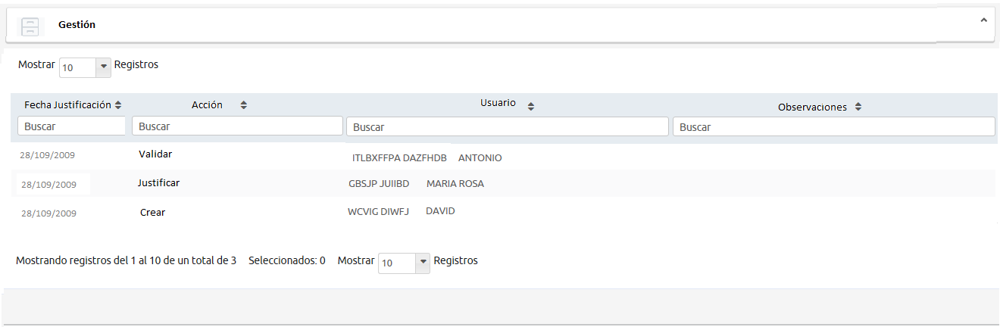 Gestión
Mostrar 10 Registros
Fecha Justificación Acción Usuario Observaciones
Buscar Buscar Buscar Buscar
28/109/2009 Validar ITLBXFFPA DAZFHDB ANTONIO
28/109/2009 Justificar GBSJP JUIIBD MARIA ROSA
28/109/2009 Crear WCVIG DIWFJ DAVID
Mostrando registros del 1 al 10 de un total de 3 Seleccionados: 0 Mostrar 10 Registros